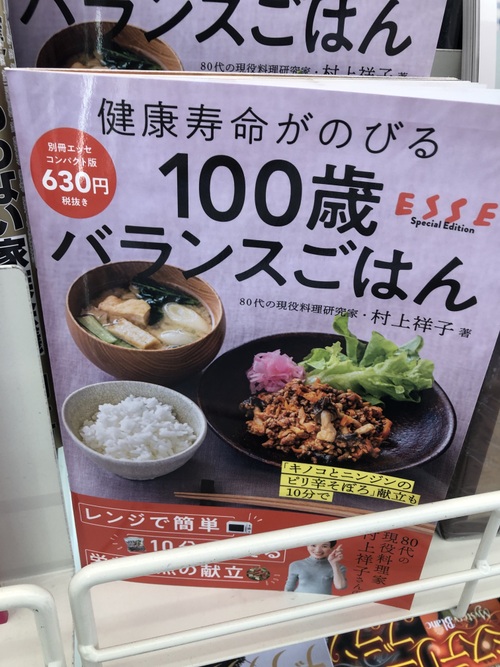 バランスごはん
80代の現役料理研究家・村上祥子 著
健康寿命がのびる
別冊エッセ
コンパクト版
630円
税抜き
100歳
ESSE
Special Edition
バランスごはん
80代の現役料理研究家・村上祥子 著
「キノコとニンジンの
ピリ辛そぼろ」献立も
10分で
レンジで簡単
10分
の献立
80代の
現役料理家
村上祥子さん